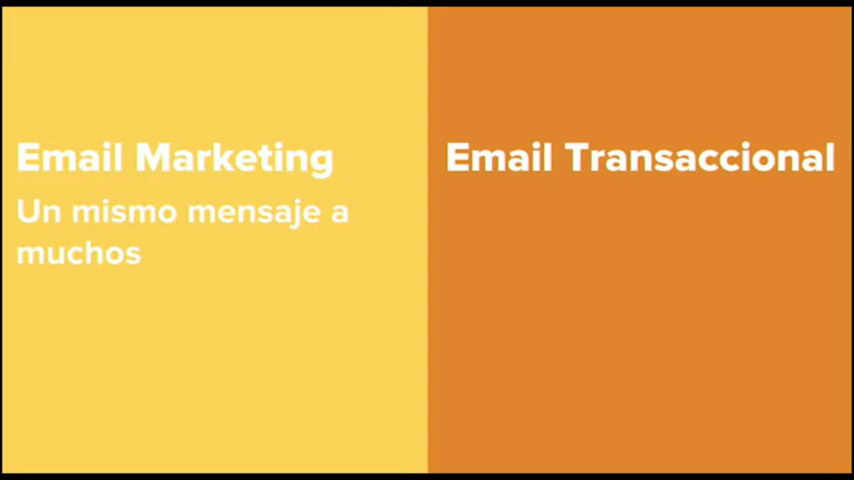 Email Marketing
Un mismo mensaje a
muchos
Email Transaccional